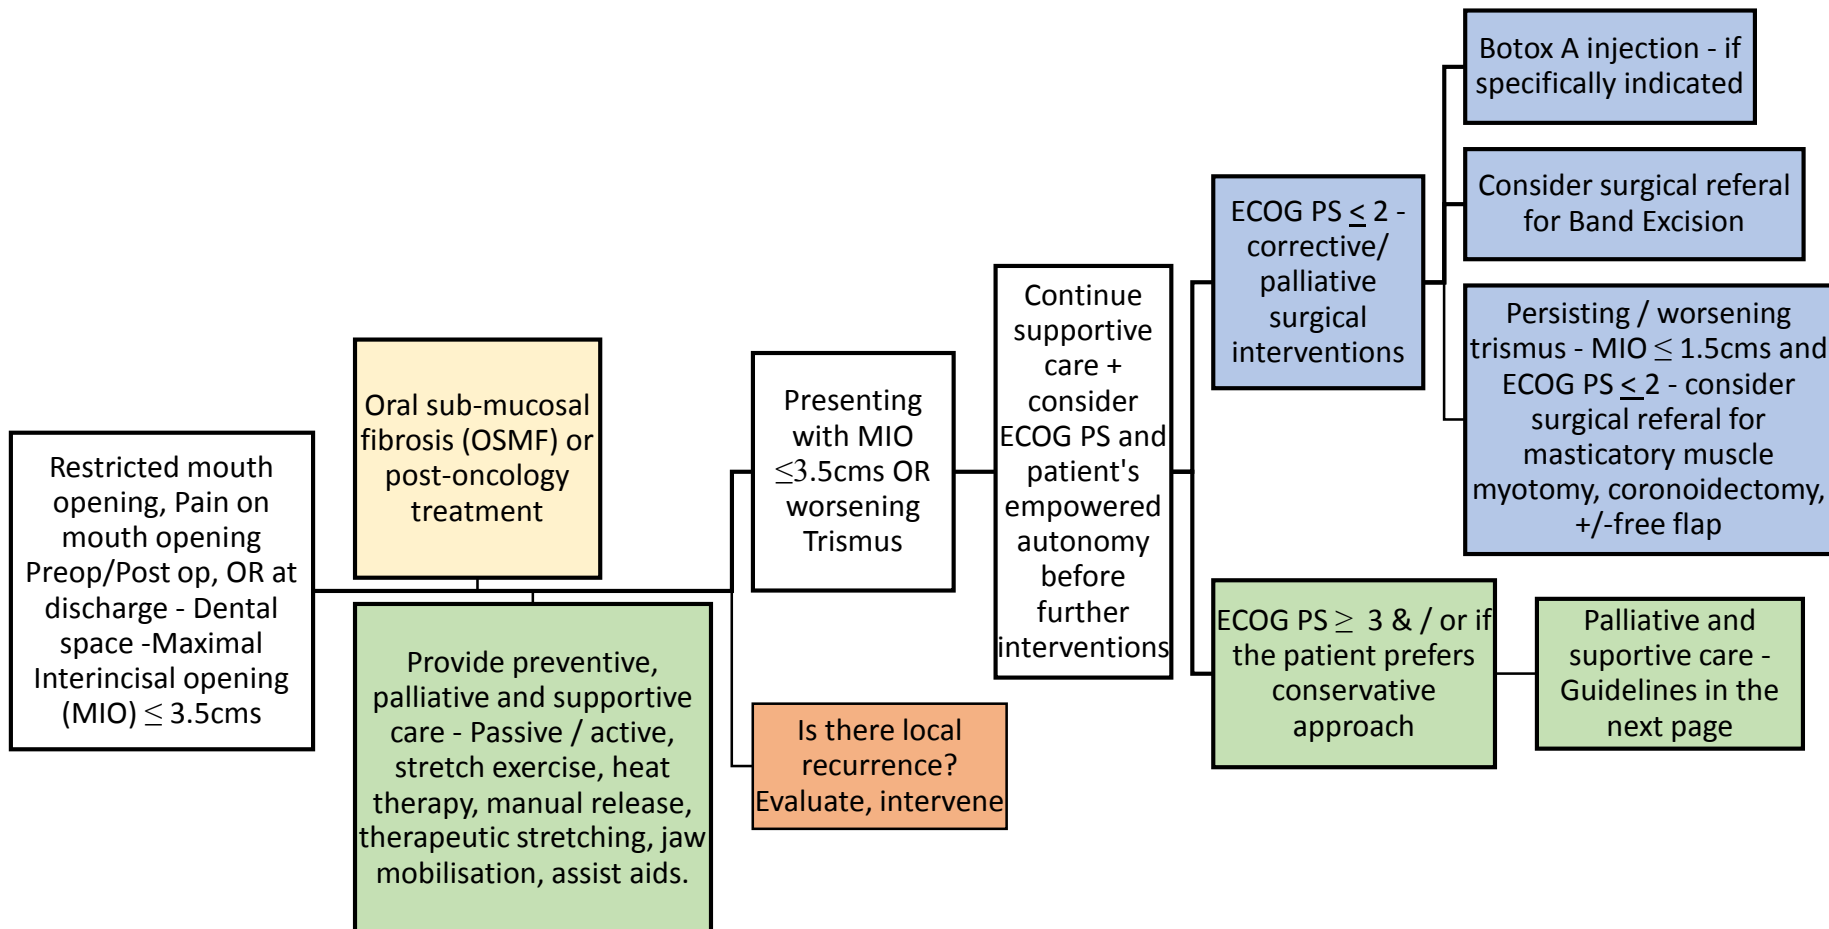 Restricted mouth
opening, Pain on
mouth opening
Preop/Post op, OR at
discharge - Dental
space -Maximal
Interincisal opening
(MIO) ≤ 3.5cms
Oral sub-mucosal
fibrosis (OSMF) or
post-oncology
treatment
Provide preventive,
palliative and supportive
care - Passive / active,
stretch exercise, heat
therapy, manual release,
therapeutic stretching, jaw
mobilisation, assist aids.
Presenting
with MIO
≤3.5cms OR
worsening
Trismus
Is there local
recurrence?
Evaluate, intervene
Continue
supportive
care +
consider
ECOG PS and
patient's
empowered
autonomy
before
further
interventions
ECOG PS < 2 -
corrective/
palliative
surgical
interventions
Botox A injection - if
specifically indicated
Consider surgical referal
for Band Excision
Persisting / worsening
trismus - MIO ≤ 1.5cms and
ECOG PS < 2 - consider
surgical referal for
masticatory muscle
myotomy, coronoidectomy,
+/-free flap
ECOG PS ≥ 3 & / or if
the patient prefers
conservative
approach
Palliative and
suportive care -
Guidelines in the
next page